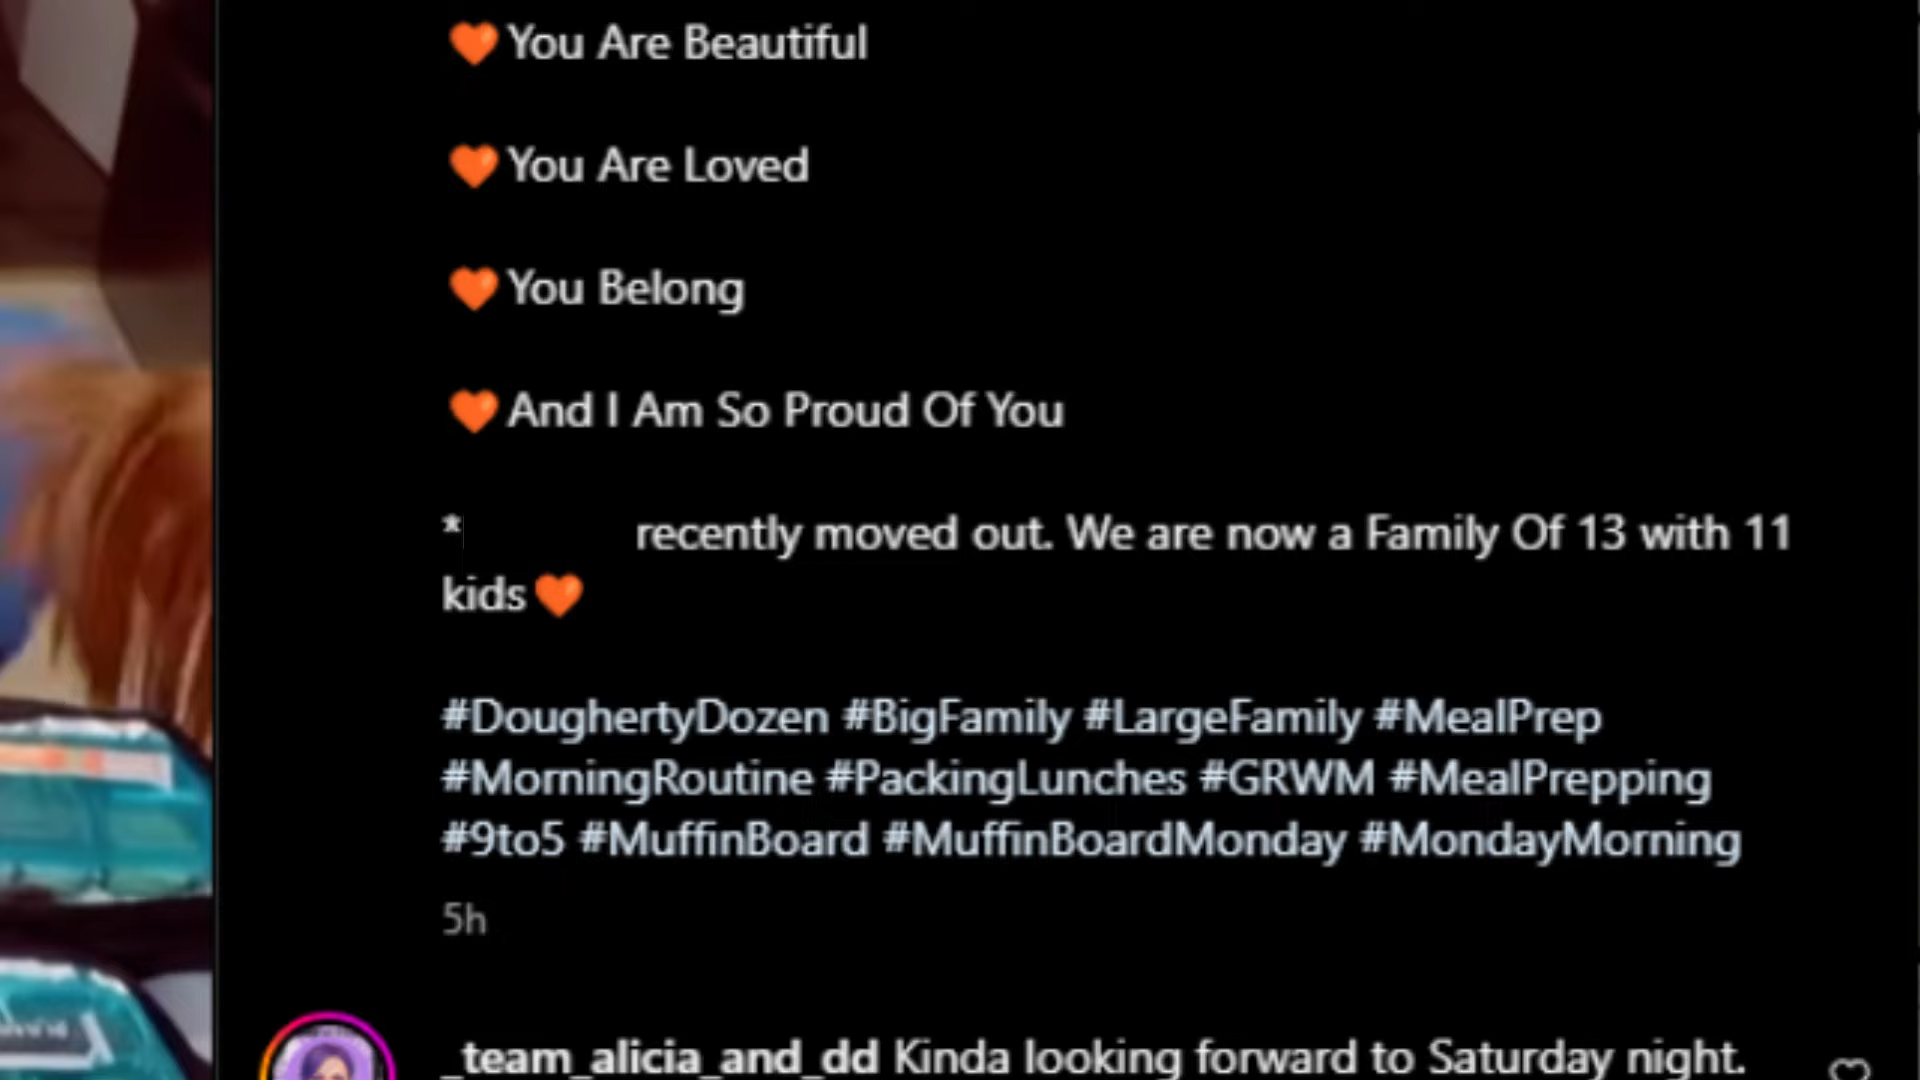 🧡You Are Beautiful
🧡You Are Loved
🧡You Belong
🧡And I Am So Proud Of You
* recently moved out. We are now a Family Of 13 with 11
kids🧡
#DoughertyDozen #BigFamily #LargeFamily #MealPrep
#MorningRoutine #PackingLunches #GRWM #MealPrepping
#9to5 #MuffinBoard #MuffinBoardMonday #MondayMorning
5h
_team_alicia_and_dd Kinda looking forward to Saturday night.